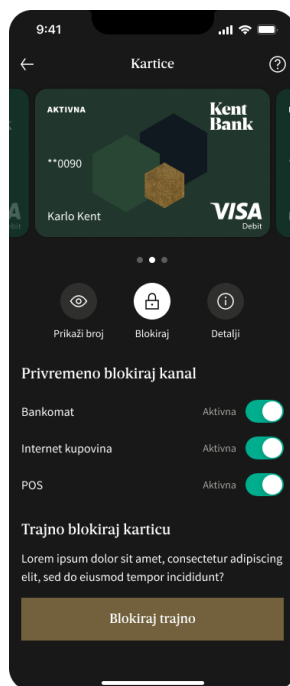 9:41
Kartice
AKTIVNA
Kent
Bank
**0090
Karlo Kent
VISA
Debit
Prikaži broj
Blokiraj
Detalji
Privremeno blokiraj kanal
Bankomat Aktivna
Internet kupovina Aktivna
POS Aktivna
Trajno blokiraj karticu
Lorem ipsum dolor sit amet, consectetur adipiscing
elit, sed do eiusmod tempor incididunt?
Blokiraj trajno